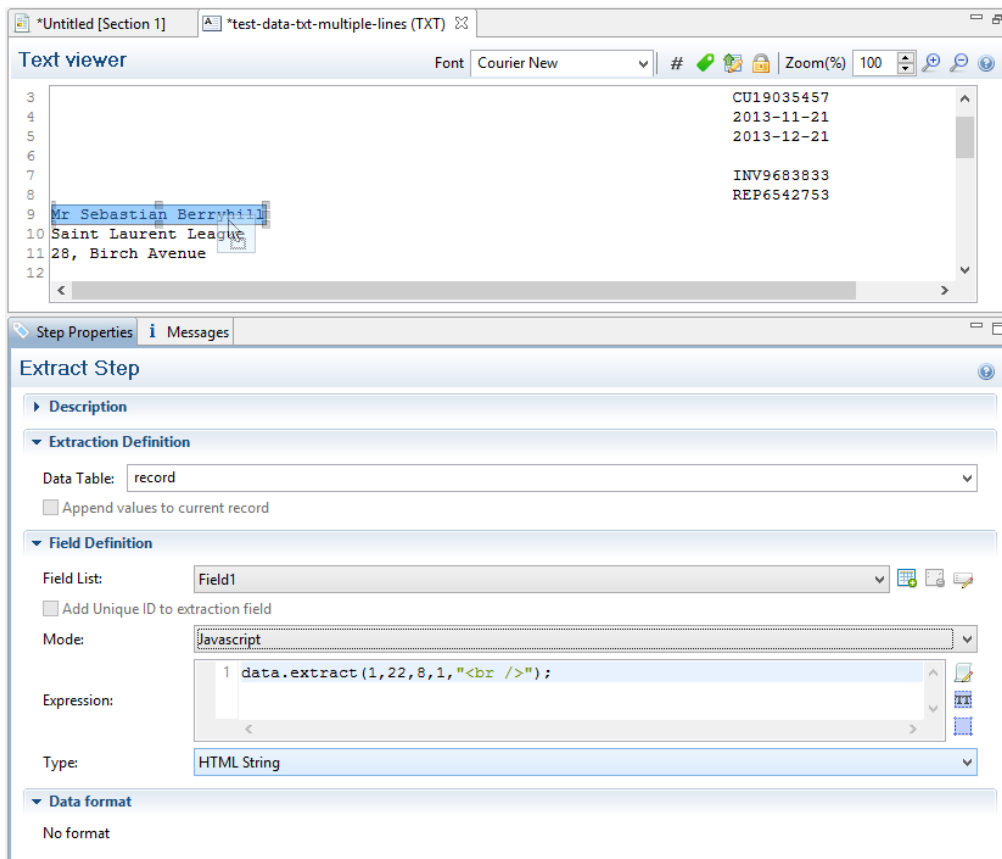 *Untitled [Section 1] *test-data-txt-multiple-lines (TXT)
Text viewer Font Courier New # Zoom(%) 100
3 CU19035457
4 2013-11-21
5 2013-12-21
6
7 INV9683833
8 REP6542753
9 Mr Sebastian Berryhill
10 Saint Laurent League
11 28, Birch Avenue
12
Step Properties i Messages
Extract Step
Description
Extraction Definition
Data Table: record
Append values to current record
Field Definition
Field List: Field1
Add Unique ID to extraction field
Mode: Javascript
1 data.extract(1,22,8,1,"<br />");
Expression:
TT
Type: HTML String
Data format
No format